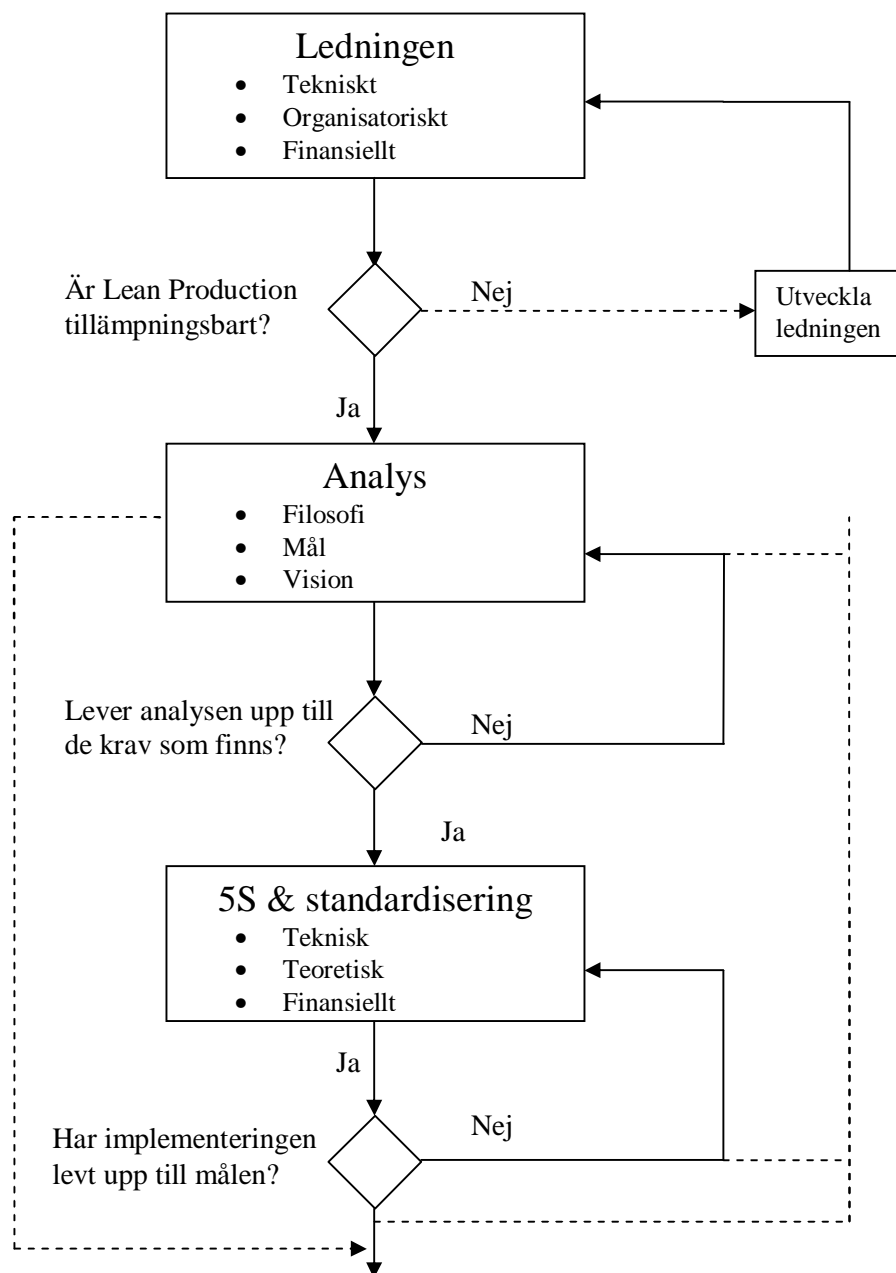 Ledningen
• Tekniskt
• Organisatoriskt
• Finansiellt
Är Lean Production
tillämpningsbart?
Nej
Utveckla
ledningen
Ja
Analys
• Filosofi
• Mål
• Vision
Lever analysen upp till
de krav som finns?
Nej
Ja
5S & standardisering
• Teknisk
• Teoretisk
• Finansiellt
Ja
Har implementeringen
levt upp till målen?
Nej